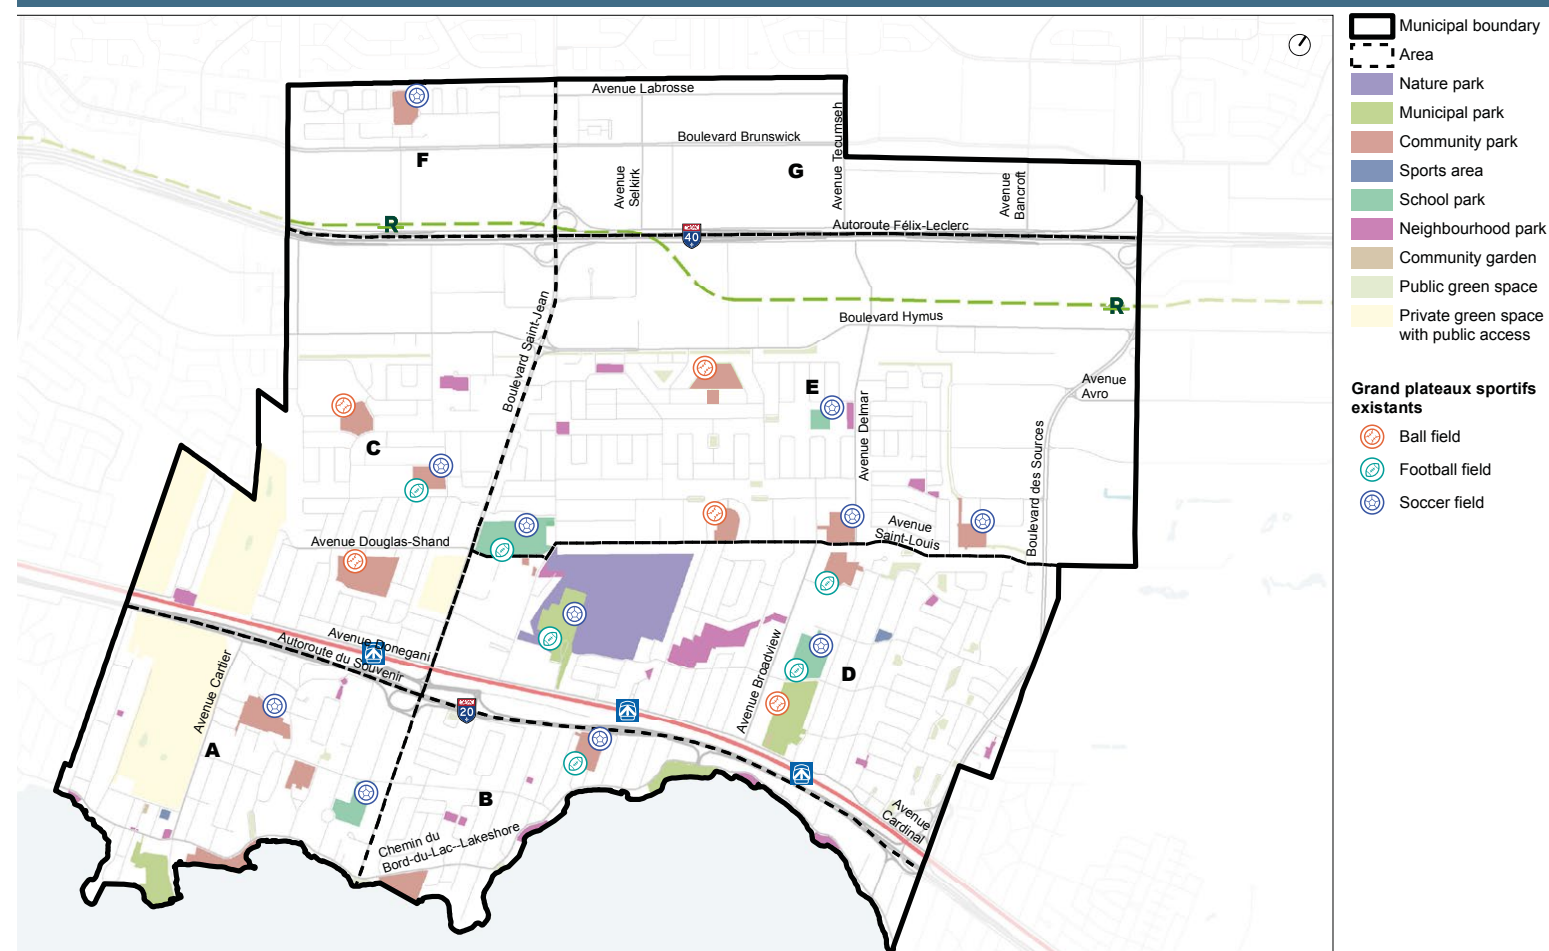 Avenue Labrosse
Boulevard Brunswick
Avenue Tecumseh
F
G
Avenue
Selkirk
Avenue
Bancroft
R
Autoroute Félix-Leclerc
40
R
Boulevard Hymus
Boulevard Saint-Jean
Avenue
Avro
E
Avenue Delmar
C
Boulevard des Sources
Avenue
Saint-Louis
Avenue Douglas-Shand
Avenue Donegani
Autoroute du Souvenir
Avenue Cartier
Avenue Broadview
D
20
A
B
Avenue
Cardinal
Chemin du
Bord-du-Lac--Lakeshore
Municipal boundary
Area
Nature park
Municipal park
Community park
Sports area
School park
Neighbourhood park
Community garden
Public green space
Private green space
with public access
Grand plateaux sportifs
existants
Ball field
Football field
Soccer field